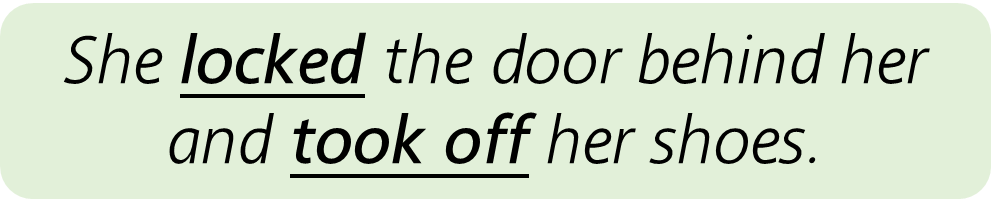 She locked the door behind her
and took off her shoes.